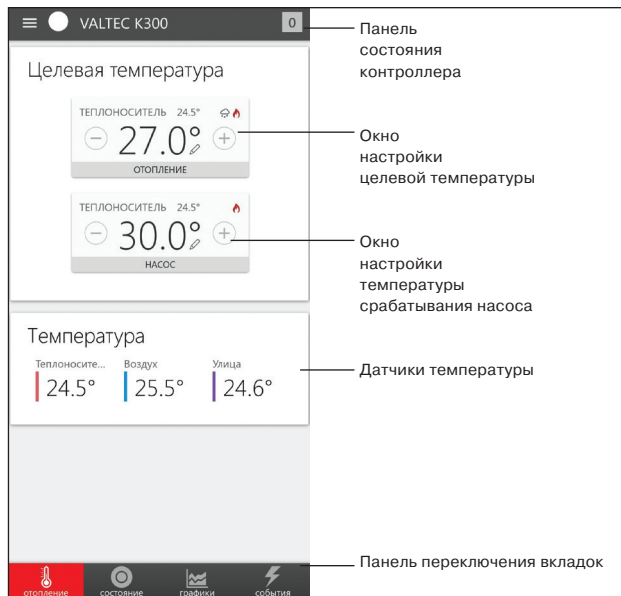 VALTEC K300
0
Панель
состояния
контроллера
Целевая температура
ТЕПЛОНОСИТЕЛЬ 24.5°
27.0°
ОТОПЛЕНИЕ
Окно
настройки
целевой температуры
ТЕПЛОНОСИТЕЛЬ 24.5°
30.0°
НАСОС
Окно
настройки
температуры
срабатывания насоса
Температура
Теплоносите... Воздух Улица
24.5° 25.5° 24.6°
Датчики температуры
отопление состояние графики события
Панель переключения вкладок